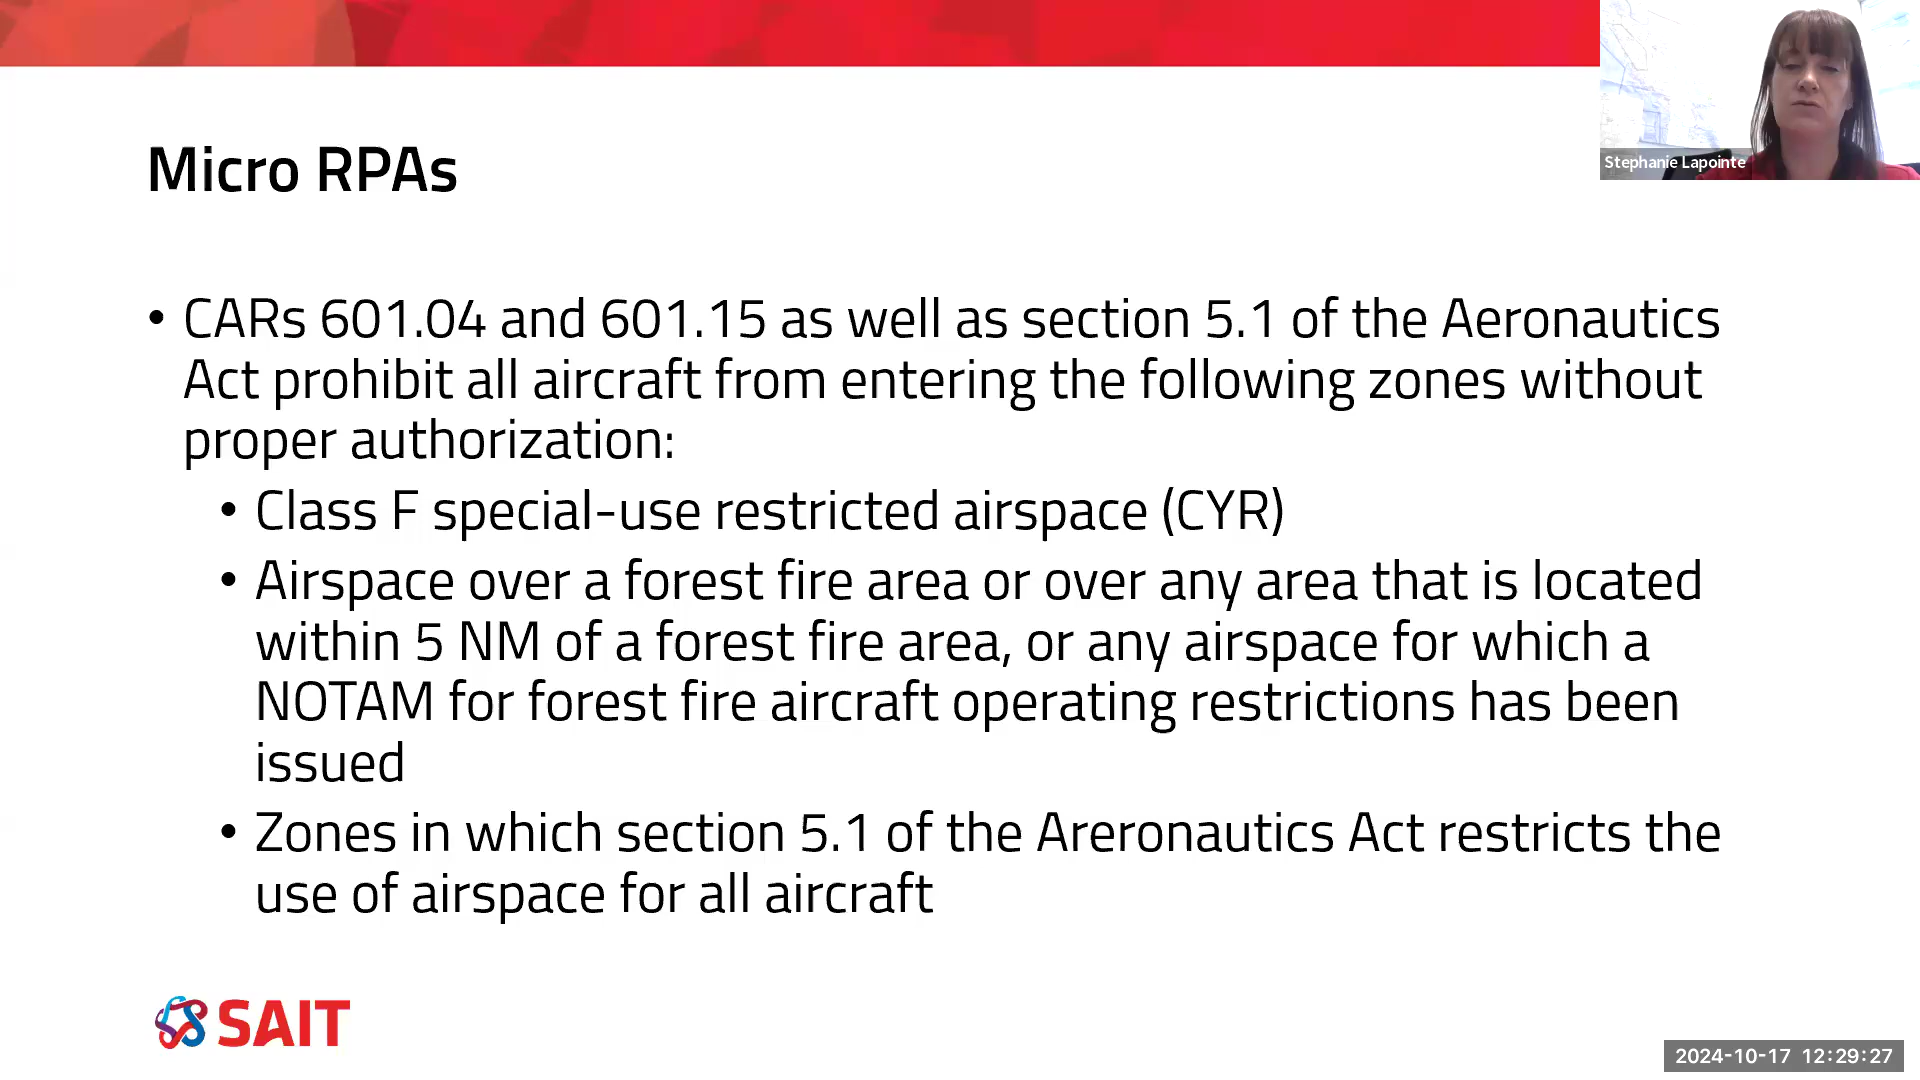 Stephanie Lapointe
Micro RPAs
• CARs 601.04 and 601.15 as well as section 5.1 of the Aeronautics
Act prohibit all aircraft from entering the following zones without
proper authorization:
• Class F special-use restricted airspace (CYR)
• Airspace over a forest fire area or over any area that is located
within 5 NM of a forest fire area, or any airspace for which a
NOTAM for forest fire aircraft operating restrictions has been
issued
• Zones in which section 5.1 of the Areronautics Act restricts the
use of airspace for all aircraft
SAIT
2024-10-17 12:29:27